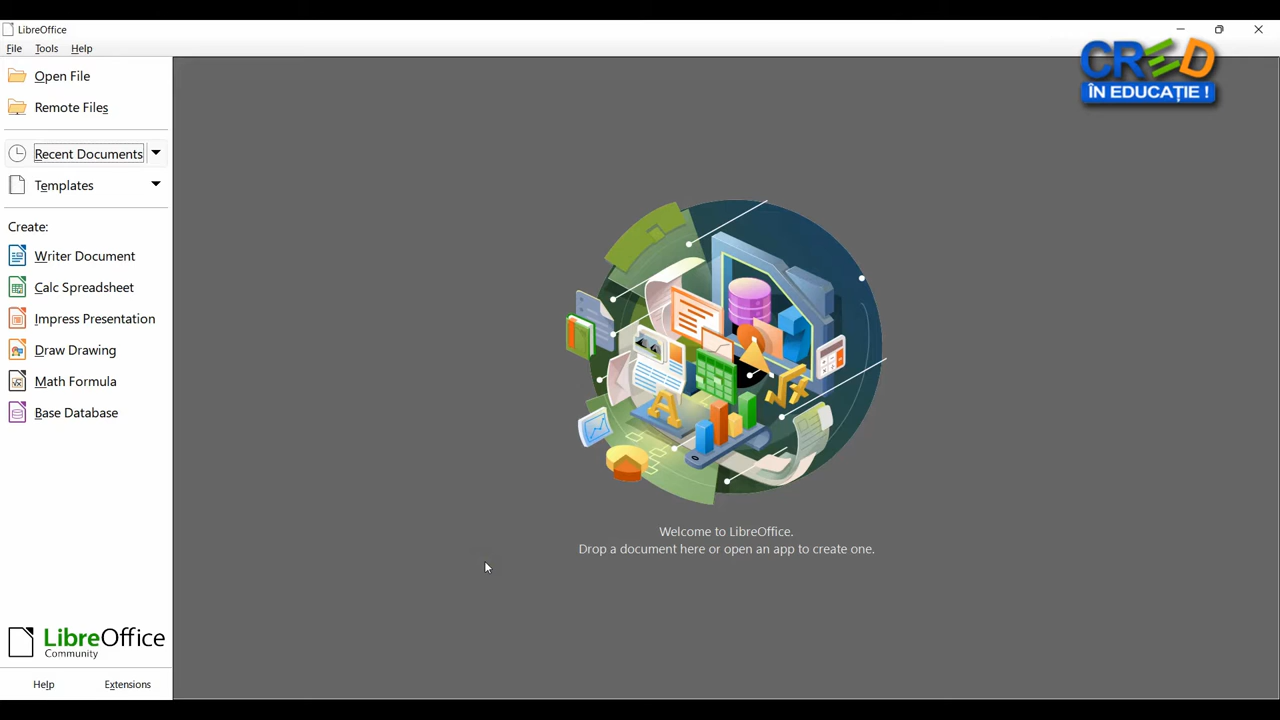 LibreOffice
File Tools Help
CRED
ÎN EDUCAȚIE !
Open File
Remote Files
Recent Documents
Templates
Create:
Writer Document
Calc Spreadsheet
Impress Presentation
Draw Drawing
Math Formula
Base Database
Welcome to LibreOffice.
Drop a document here or open an app to create one.
LibreOffice
Community
Help Extensions